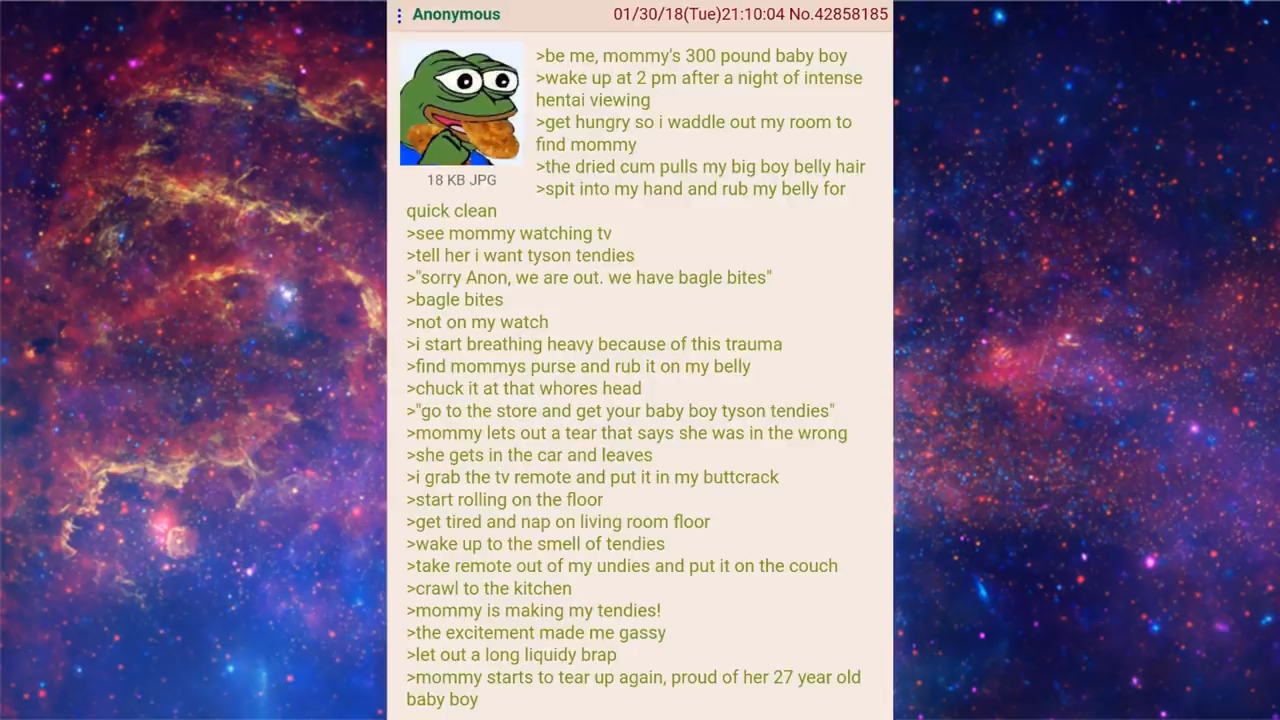 Anonymous 01/30/18(Tue)21:10:04 No.42858185
>be me, mommy's 300 pound baby boy
>wake up at 2 pm after a night of intense
hentai viewing
>get hungry so i waddle out my room to
find mommy
>the dried cum pulls my big boy belly hair
>spit into my hand and rub my belly for
18 KB JPG
quick clean
>see mommy watching tv
>tell her i want tyson tendies
>"sorry Anon, we are out. we have bagle bites"
>bagle bites
>not on my watch
>i start breathing heavy because of this trauma
>find mommys purse and rub it on my belly
>chuck it at that whores head
>"go to the store and get your baby boy tyson tendies"
>mommy lets out a tear that says she was in the wrong
>she gets in the car and leaves
>i grab the tv remote and put it in my buttcrack
>start rolling on the floor
>get tired and nap on living room floor
>wake up to the smell of tendies
>take remote out of my undies and put it on the couch
>crawl to the kitchen
>mommy is making my tendies!
>the excitement made me gassy
>let out a long liquidy brap
>mommy starts to tear up again, proud of her 27 year old
baby boy